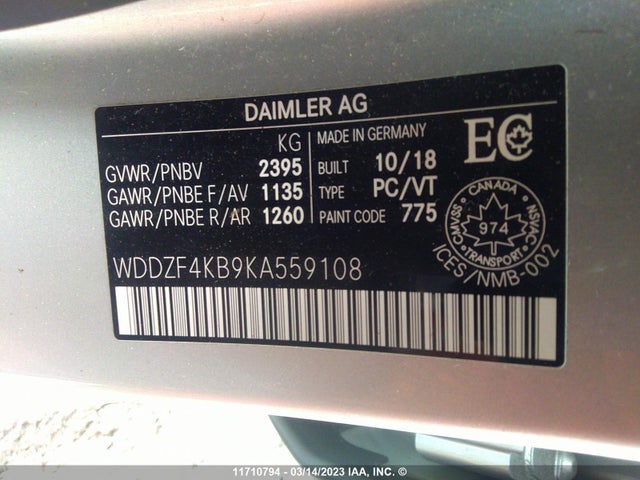 DAIMLER AG
KG
GVWR/PNBV 2395
GAWR/PNBE F/AV 1135
GAWR/PNBE R/AR 1260
MADE IN GERMANY
BUILT 10/18
TYPE PC/VT
PAINT CODE 775
EC
CANADA
CMVSS 974 NSVAC
TRANSPORT
ICES/NMB-002
WDDZF4KB9KA559108
11710794 - 03/14/2023 IAA, INC. ©